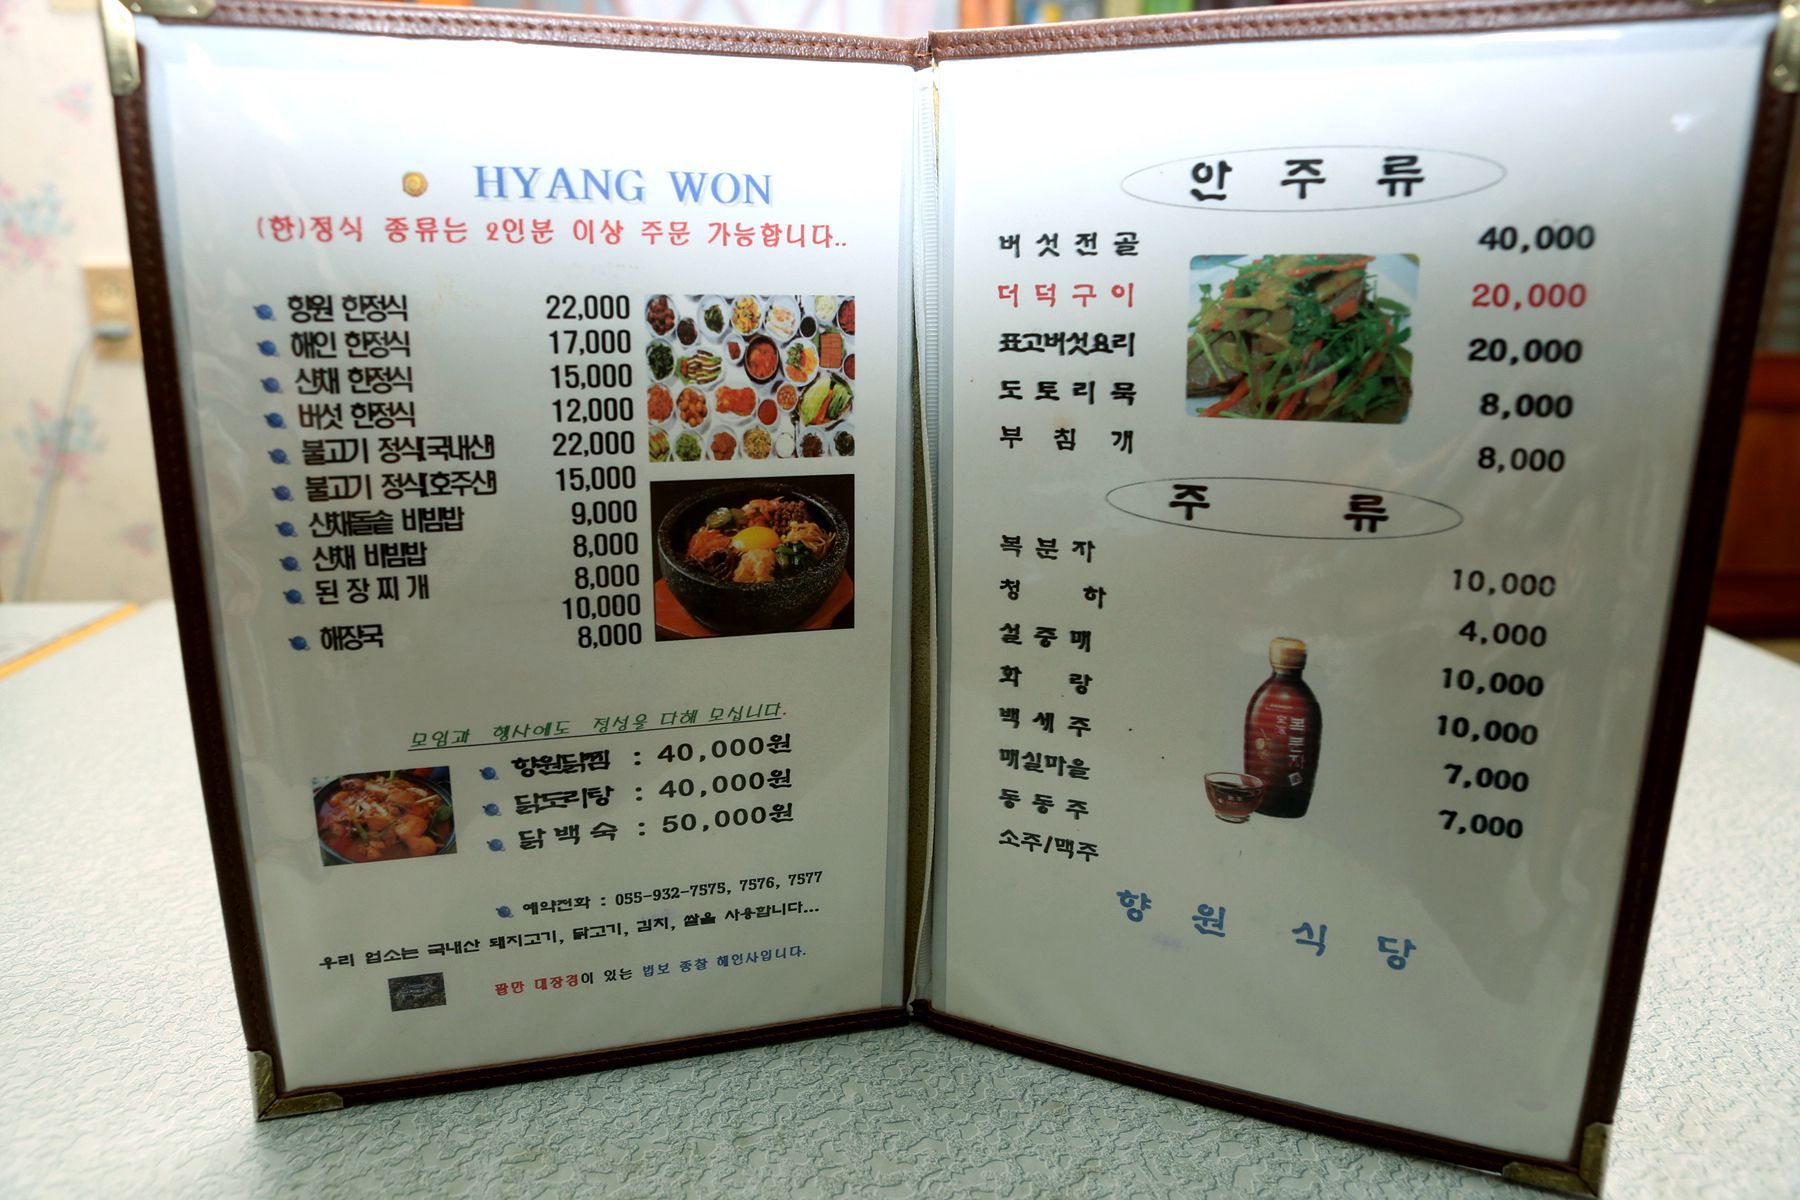 HYANG WON
(한)정식 종류는 2인분 이상 주문 가능합니다..
향원 한정식 22,000
해인 한정식 17,000
산채 한정식 15,000
버섯 한정식 12,000
불고기 정식[국내산] 22,000
불고기 정식[호주산] 15,000
산채돌솥 비빔밥 9,000
산채 비빔밥 8,000
된장찌개 8,000
10,000
해장국 8,000
모임과 행사에도 정성을 다해 모십니다.
향원닭찜 : 40,000원
닭도리탕 : 40,000원
닭백숙 : 50,000원
예약전화 : 055-932-7575, 7576, 7577
우리 업소는 국내산 돼지고기, 닭고기, 김치, 쌀을 사용합니다...
팔만 대장경이 있는 법보 종찰 해인사입니다.
안주류
버섯전골 40,000
더덕구이 20,000
표고버섯요리 20,000
도토리묵 8,000
부침개 8,000
주류
복분자 10,000
청하 4,000
설중매 10,000
화랑 10,000
백세주 7,000
매실마을 7,000
동동주
소주/맥주
복분자
향원식당